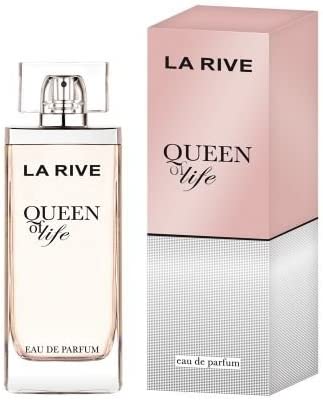 LA RIVE
QUEEN
of life
EAU DE PARFUM
LA RIVE
QUEEN
of life
eau de parfum